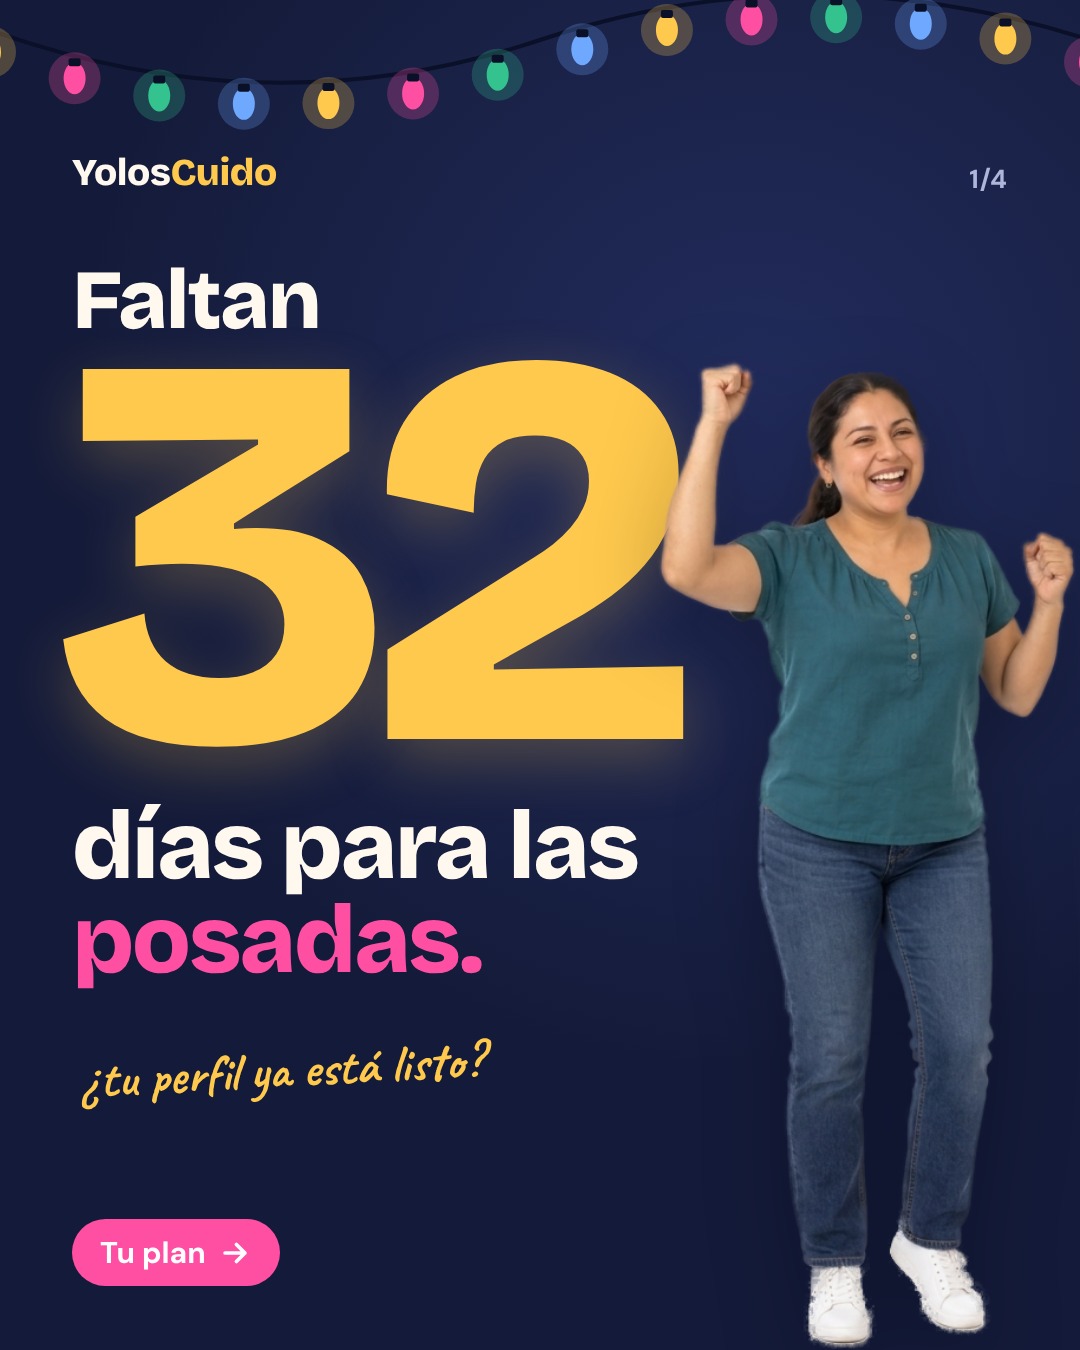 YolosCuido
1/4
Faltan
32
días para las
posadas.
¿tu perfil ya está listo?
Tu plan →